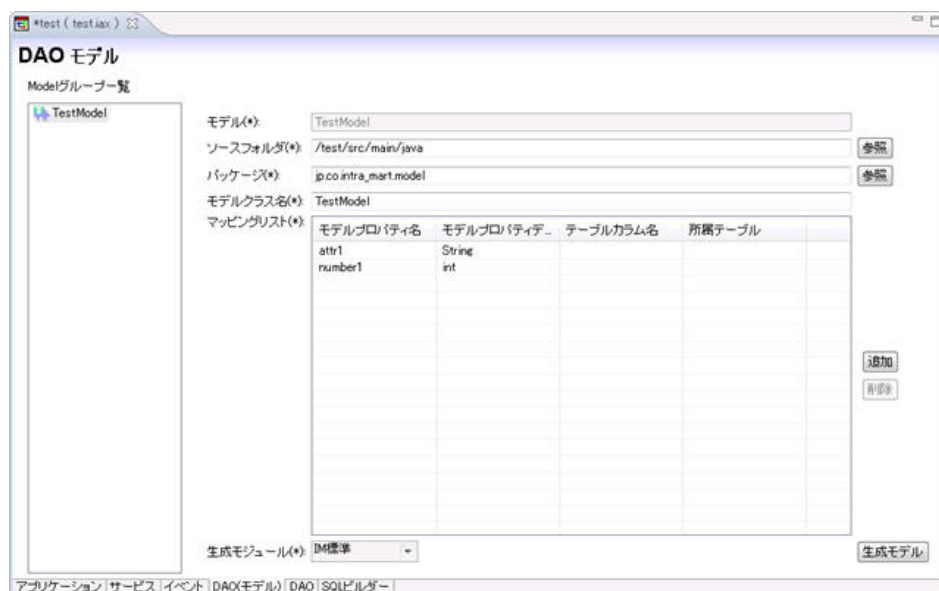 *test ( test.iax )
DAO モデル
Modelグループ一覧
TestModel
モデル(*): TestModel
ソースフォルダ(*): /test/src/main/java 参照
パッケージ(*): jp.co.intra_mart.model 参照
モデルクラス名(*): TestModel
マッピングリスト(*):
モデルプロパティ名 モデルプロパティデ... テーブルカラム名 所属テーブル
attr1 String
number1 int
追加
削除
生成モジュール(*): IM標準 生成モデル
アプリケーション サービス イベント DAO(モデル) DAO SQLビルダー